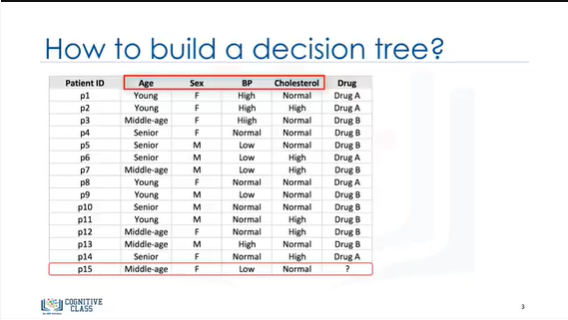 How to build a decision tree?
Patient ID Age Sex BP Cholesterol Drug
p1 Young F High Normal Drug A
p2 Young F High High Drug A
p3 Middle-age F Hiigh Normal Drug B
p4 Senior F Normal Normal Drug B
p5 Senior M Low Normal Drug B
p6 Senior M Low High Drug A
p7 Middle-age M Low High Drug B
p8 Young F Normal Normal Drug A
p9 Young M Low Normal Drug B
p10 Senior M Normal Normal Drug B
p11 Young M Normal High Drug B
p12 Middle-age F Normal High Drug B
p13 Middle-age M High Normal Drug B
p14 Senior F Normal High Drug A
p15 Middle-age F Low Normal ?
COGNITIVE
CLASS
3